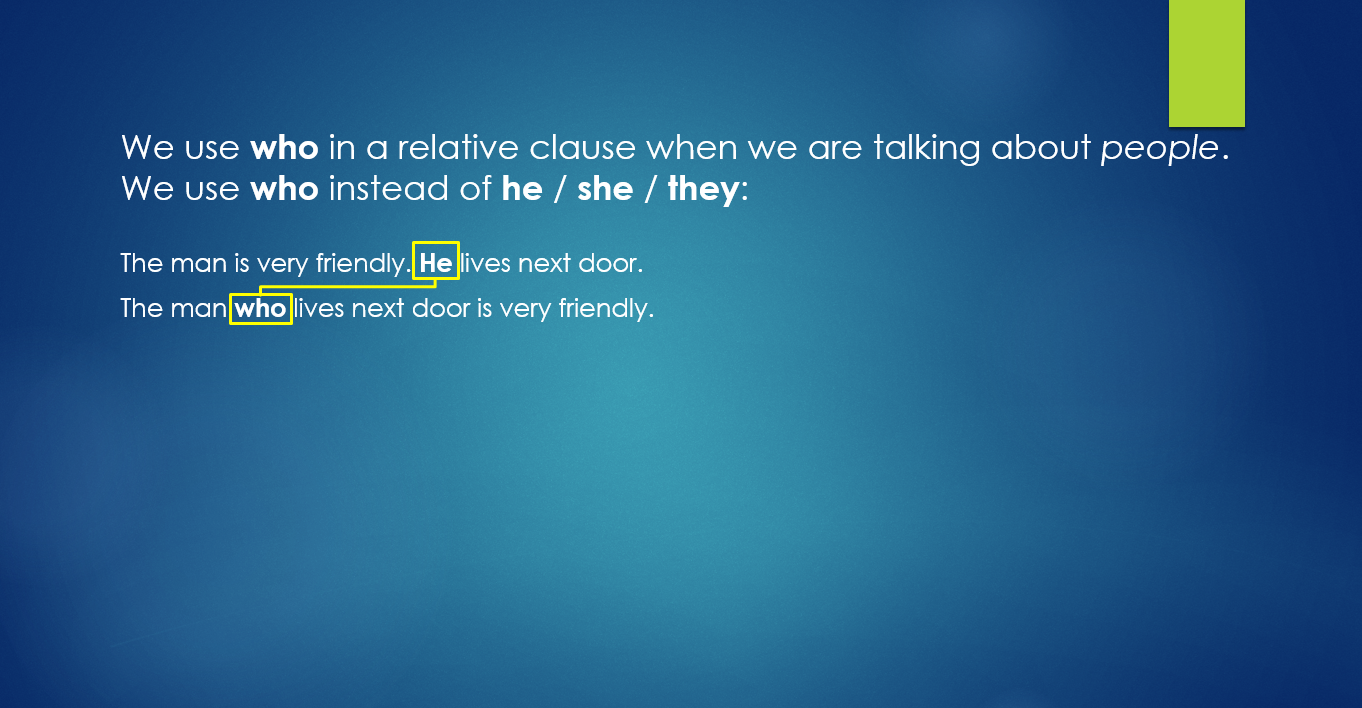 We use who in a relative clause when we are talking about people.
We use who instead of he / she / they:
The man is very friendly. He lives next door.
The man who lives next door is very friendly.